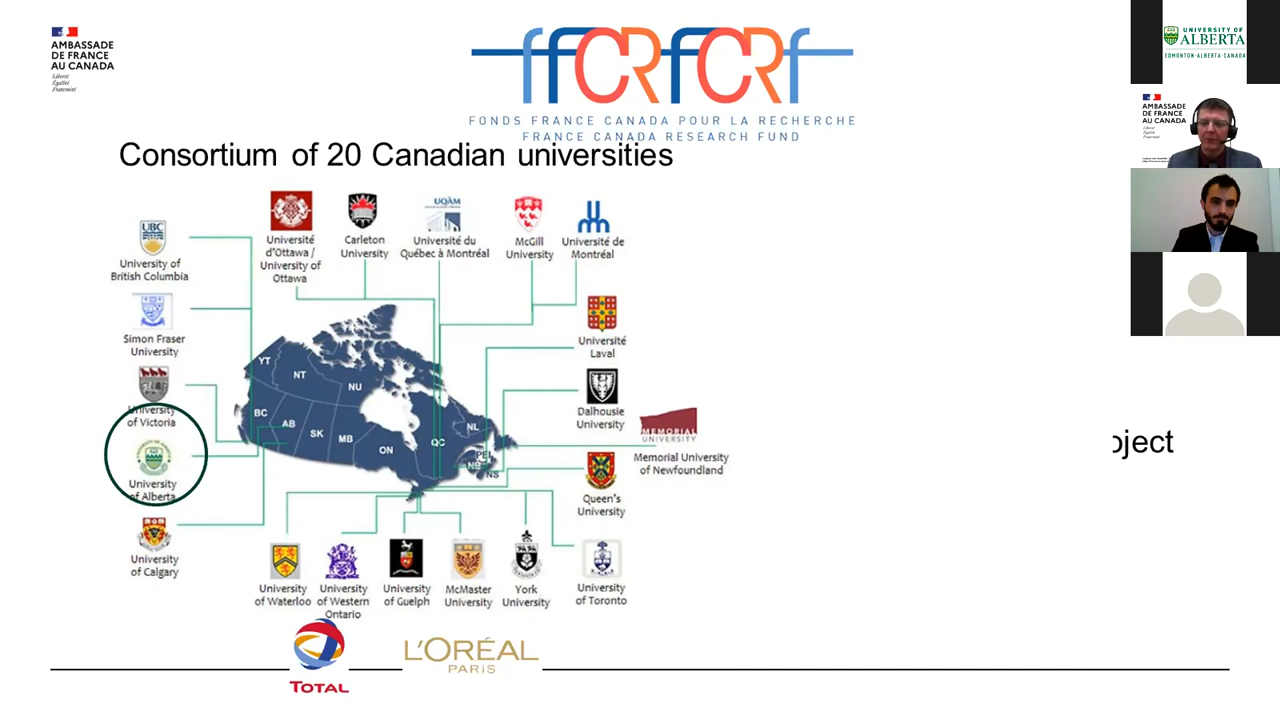 AMBASSADE
DE FRANCE
AU CANADA
Liberté
Égalité
Fraternité
ffCRfCRf
FONDS FRANCE CANADA POUR LA RECHERCHE
FRANCE CANADA RESEARCH FUND
UNIVERSITY OF
ALBERTA
EDMONTON·ALBERTA·CANADA
AMBASSADE
DE FRANCE
AU CANADA
Consortium of 20 Canadian universities
UBC
University of
British Columbia
Université
d'Ottawa /
University of
Ottawa
Carleton
University
UQÀM
Université du
Québec à Montréal
McGill
University
Université de
Montréal
Simon Fraser
University
Université
Laval
University
of Victoria
Dalhousie
University
MEMORIAL
UNIVERSITY
Memorial University
of Newfoundland
University
of Alberta
Queen's
University
University
of Calgary
YT
NT
NU
BC
AB
SK
MB
ON
QC
NL
PEI
NB
NS
University
of Waterloo
University
of Western
Ontario
University
of Guelph
McMaster
University
York
University
University
of Toronto
oject
TOTAL
L'ORÉAL
PARIS